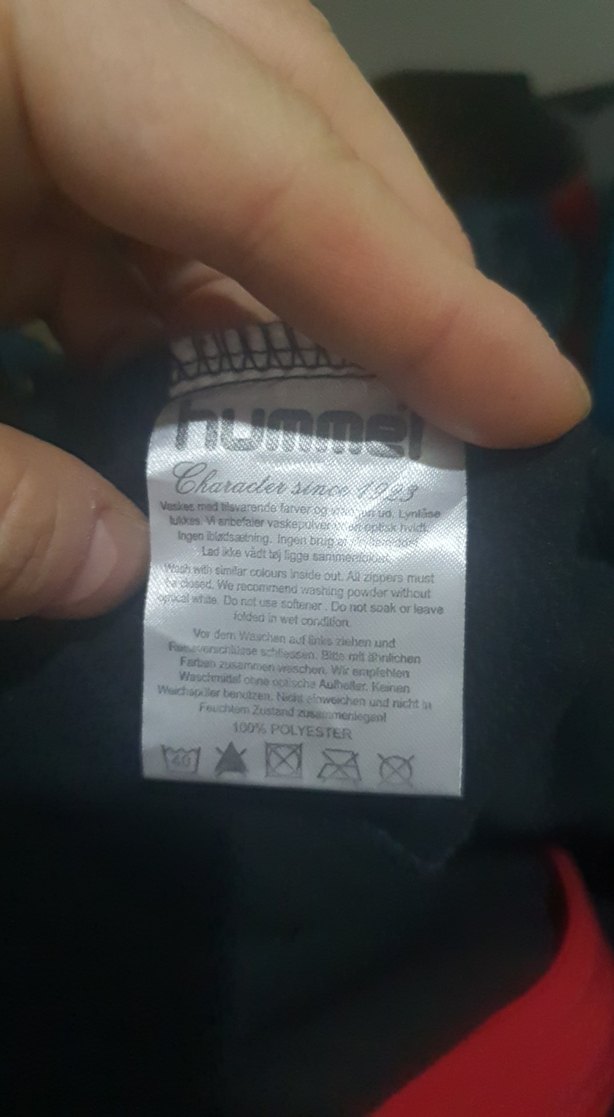 hummel
Character since 1923
Vaskes med tilsvarende farver og ud. Lynlåse
lukkes. Vi anbefaler vaskepulver optisk hvidt.
Ingen iblødsætning. Ingen brug af
Lad ikke vådt tøj ligge sammenfoldet.
Wash with similar colours inside out. All zippers must
be closed. We recommend washing powder without
optical white. Do not use softener. Do not soak or leave
folded in wet condition.
Vor dem Waschen auf links ziehen und
schliessen. Bitte mit ähnlichen
Farben zusammen waschen. Wir empfehlen
Waschmittel ohne optische Aufheller. Keinen
Weichspüler benutzen. Nicht einweichen und nicht in
Feuchtem Zustand zusammenlegen!
100% POLYESTER
40